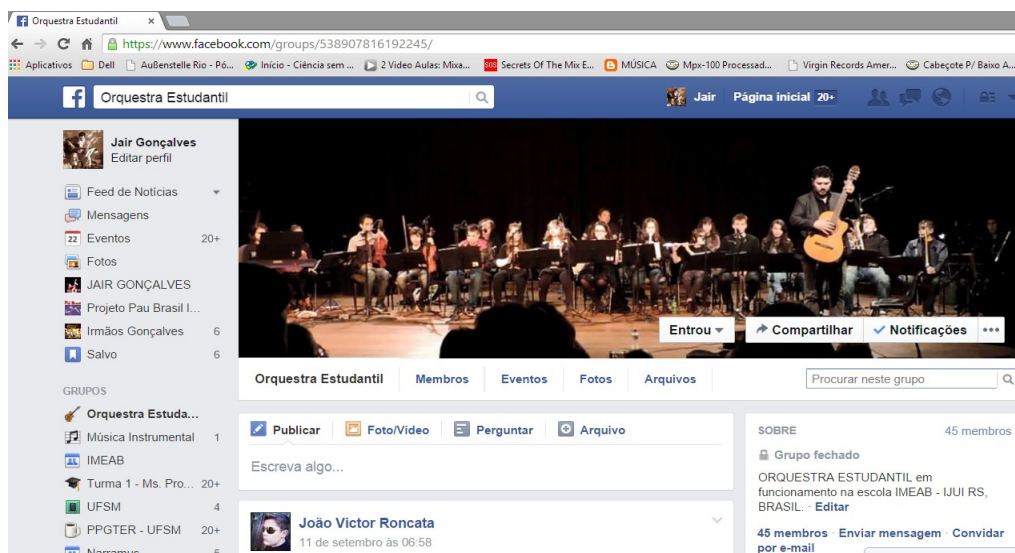 Orquestra Estudantil ×
https://www.facebook.com/groups/538907816192245/
Aplicativos Dell Außenstelle Rio - Pó... Início - Ciência sem ... 2 Video Aulas: Mixa... SOS Secrets Of The Mix E... MÚSICA Mpx-100 Processad... Virgin Records Amer... Cabeçote P/ Baixo A...
f Orquestra Estudantil Jair Página inicial 20+
Jair Gonçalves
Editar perfil
Feed de Notícias
Mensagens
22 Eventos 20+
Fotos
JAIR GONÇALVES
Projeto Pau Brasil I...
Irmãos Gonçalves 6
Salvo 6
GRUPOS
Orquestra Estuda...
Música Instrumental 1
IMEAB
Turma 1 - Ms. Pro... 20+
UFSM 4
PPGTER - UFSM 20+
Narramus 5
Entrou Compartilhar Notificações
Orquestra Estudantil Membros Eventos Fotos Arquivos Procurar neste grupo
Publicar Foto/Vídeo Perguntar Arquivo
Escreva algo...
João Victor Roncata
11 de setembro às 06:58
SOBRE 45 membros
Grupo fechado
ORQUESTRA ESTUDANTIL em
funcionamento na escola IMEAB - IJUI RS,
BRASIL. · Editar
45 membros · Enviar mensagem · Convidar
por e-mail